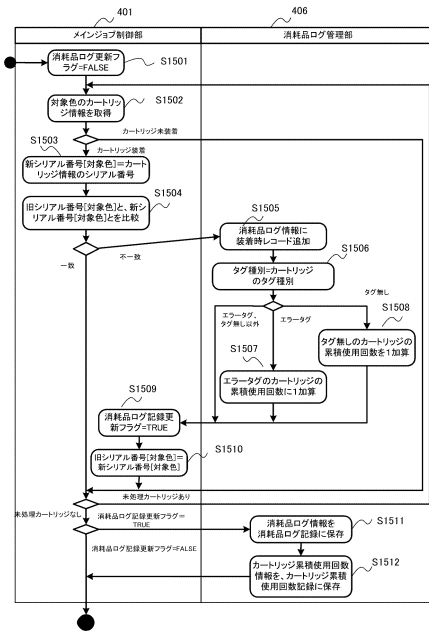 401
406
メインジョブ制御部
消耗品ログ管理部
消耗品ログ更新フ
ラグ=FALSE
S1501
対象色のカートリッ
ジ情報を取得
S1502
カートリッジ未装着
カートリッジ装着
S1503
新シリアル番号[対象色]=カート
リッジ情報のシリアル番号
S1504
旧シリアル番号[対象色]と、新シ
リアル番号[対象色]とを比較
一致
不一致
S1505
消耗品ログ情報に
装着時レコード追加
S1506
タグ種別=カートリッジ
のタグ種別
タグ無し
エラータグ、
タグ無し以外
エラータグ
S1508
タグ無しのカートリッジの
累積使用回数を1加算
S1507
エラータグのカートリッジの
累積使用回数に1加算
S1509
消耗品ログ記録更
新フラグ=TRUE
S1510
旧シリアル番号[対象色]=
新シリアル番号[対象色]
未処理カートリッジあり
未処理カートリッジなし
消耗品ログ記録更新フラグ=
TRUE
S1511
消耗品ログ情報を
消耗品ログ記録に保存
消耗品ログ記録更新フラグ=FALSE
S1512
カートリッジ累積使用回数
情報を、カートリッジ累積
使用回数記録に保存